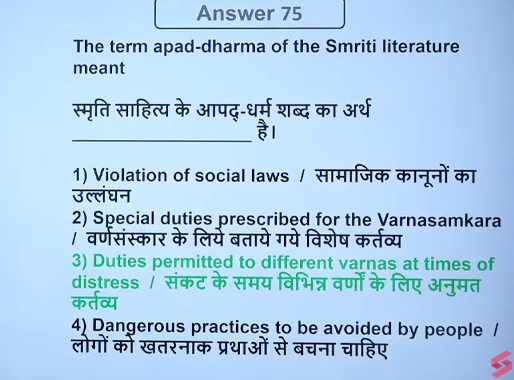 Answer 75
The term apad-dharma of the Smriti literature
meant
स्मृति साहित्य के आपद्-धर्म शब्द का अर्थ
________________ है।
1) Violation of social laws / सामाजिक कानूनों का
उल्लंघन
2) Special duties prescribed for the Varnasamkara
/ वर्णसंस्कार के लिये बताये गये विशेष कर्तव्य
3) Duties permitted to different varnas at times of
distress / संकट के समय विभिन्न वर्णों के लिए अनुमत
कर्तव्य
4) Dangerous practices to be avoided by people /
लोगों को खतरनाक प्रथाओं से बचना चाहिए